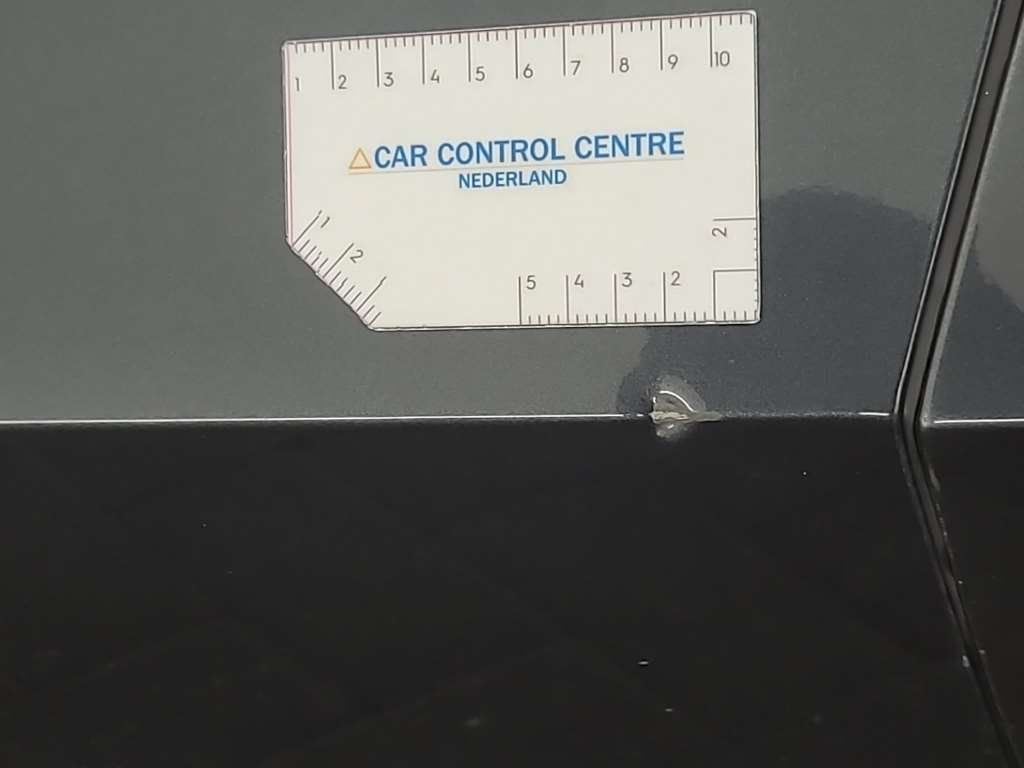 1 2 3 4 5 6 7 8 9 10
CAR CONTROL CENTRE
NEDERLAND
1 2
2
5 4 3 2